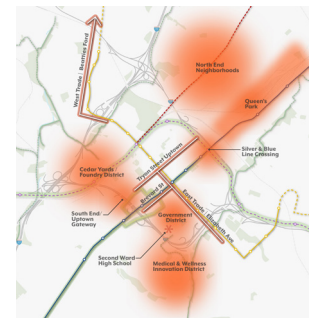 West Trade / Beatties Ford
North End
Neighborhoods
Queen's
Park
Silver & Blue
Line Crossing
Tryon Street Uptown
Cedar Yards
Foundry District
Brevard St
South End/
Uptown
Gateway
Government
District
East Trade / Elizabeth Ave
Second Ward
High School
Medical & Wellness
Innovation District